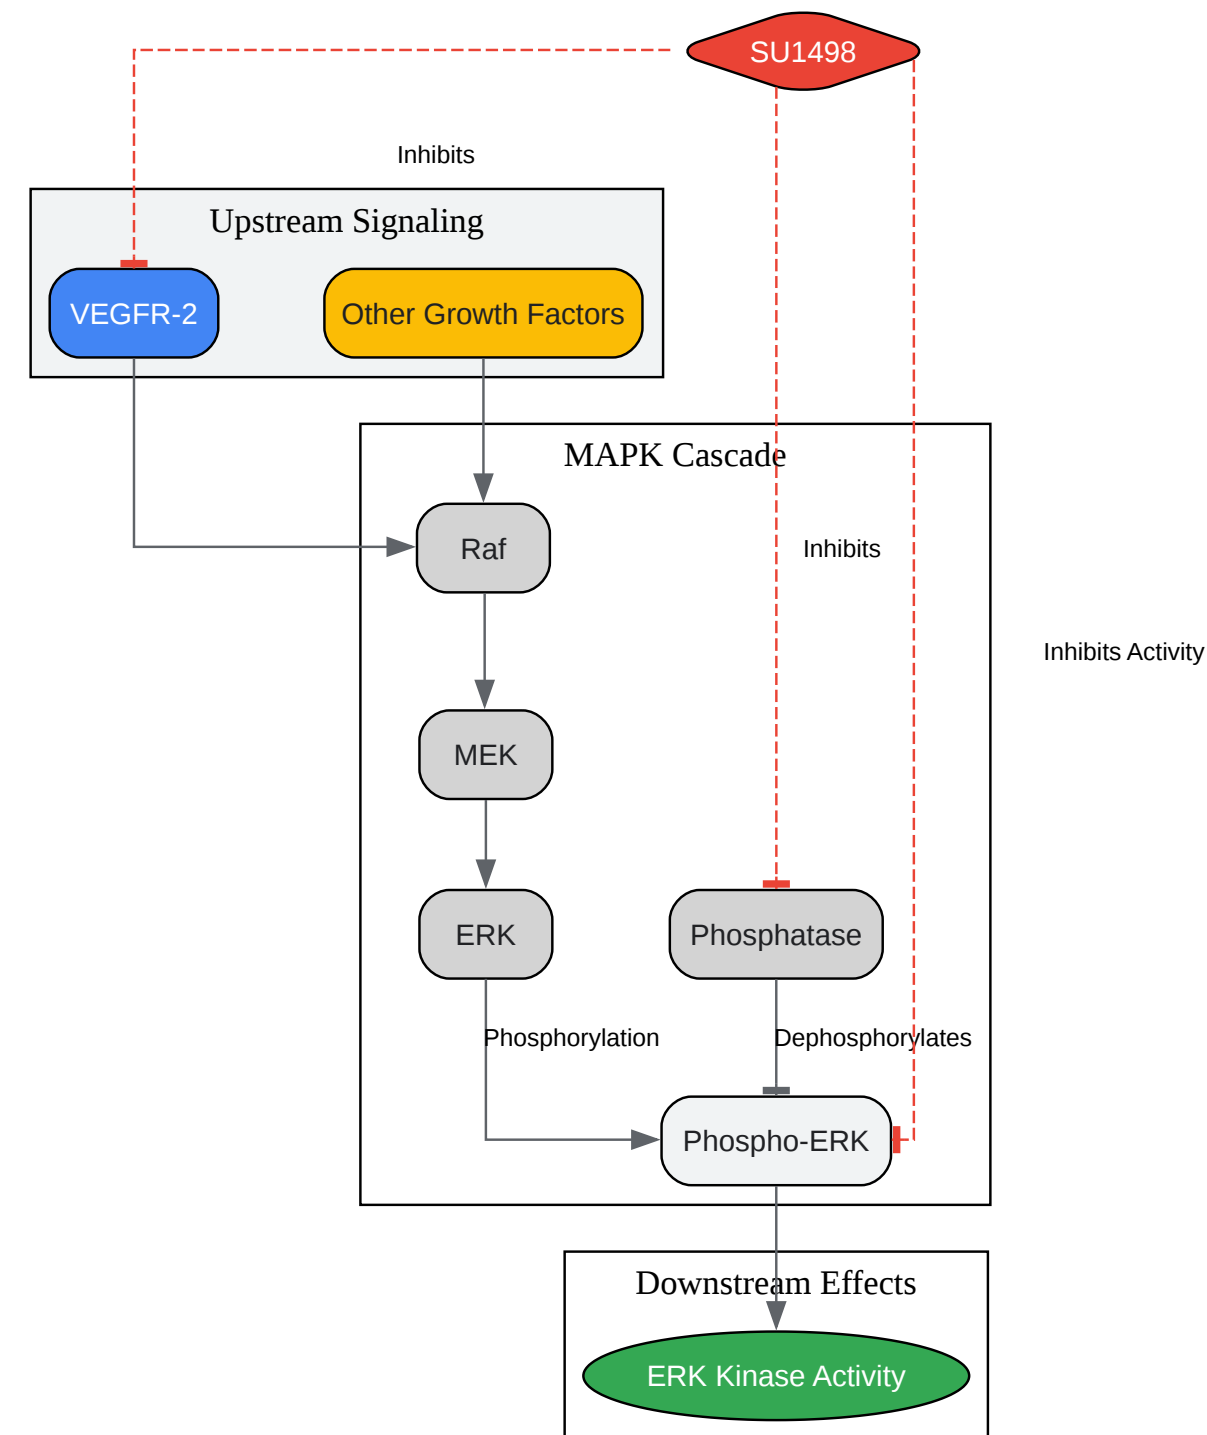 SU1498
Inhibits
Upstream Signaling
VEGFR-2
Other Growth Factors
MAPK Cascade
Raf
Inhibits
Inhibits Activity
MEK
ERK
Phosphatase
Phosphorylation
Dephosphorylates
Phospho-ERK
Downstream Effects
ERK Kinase Activity